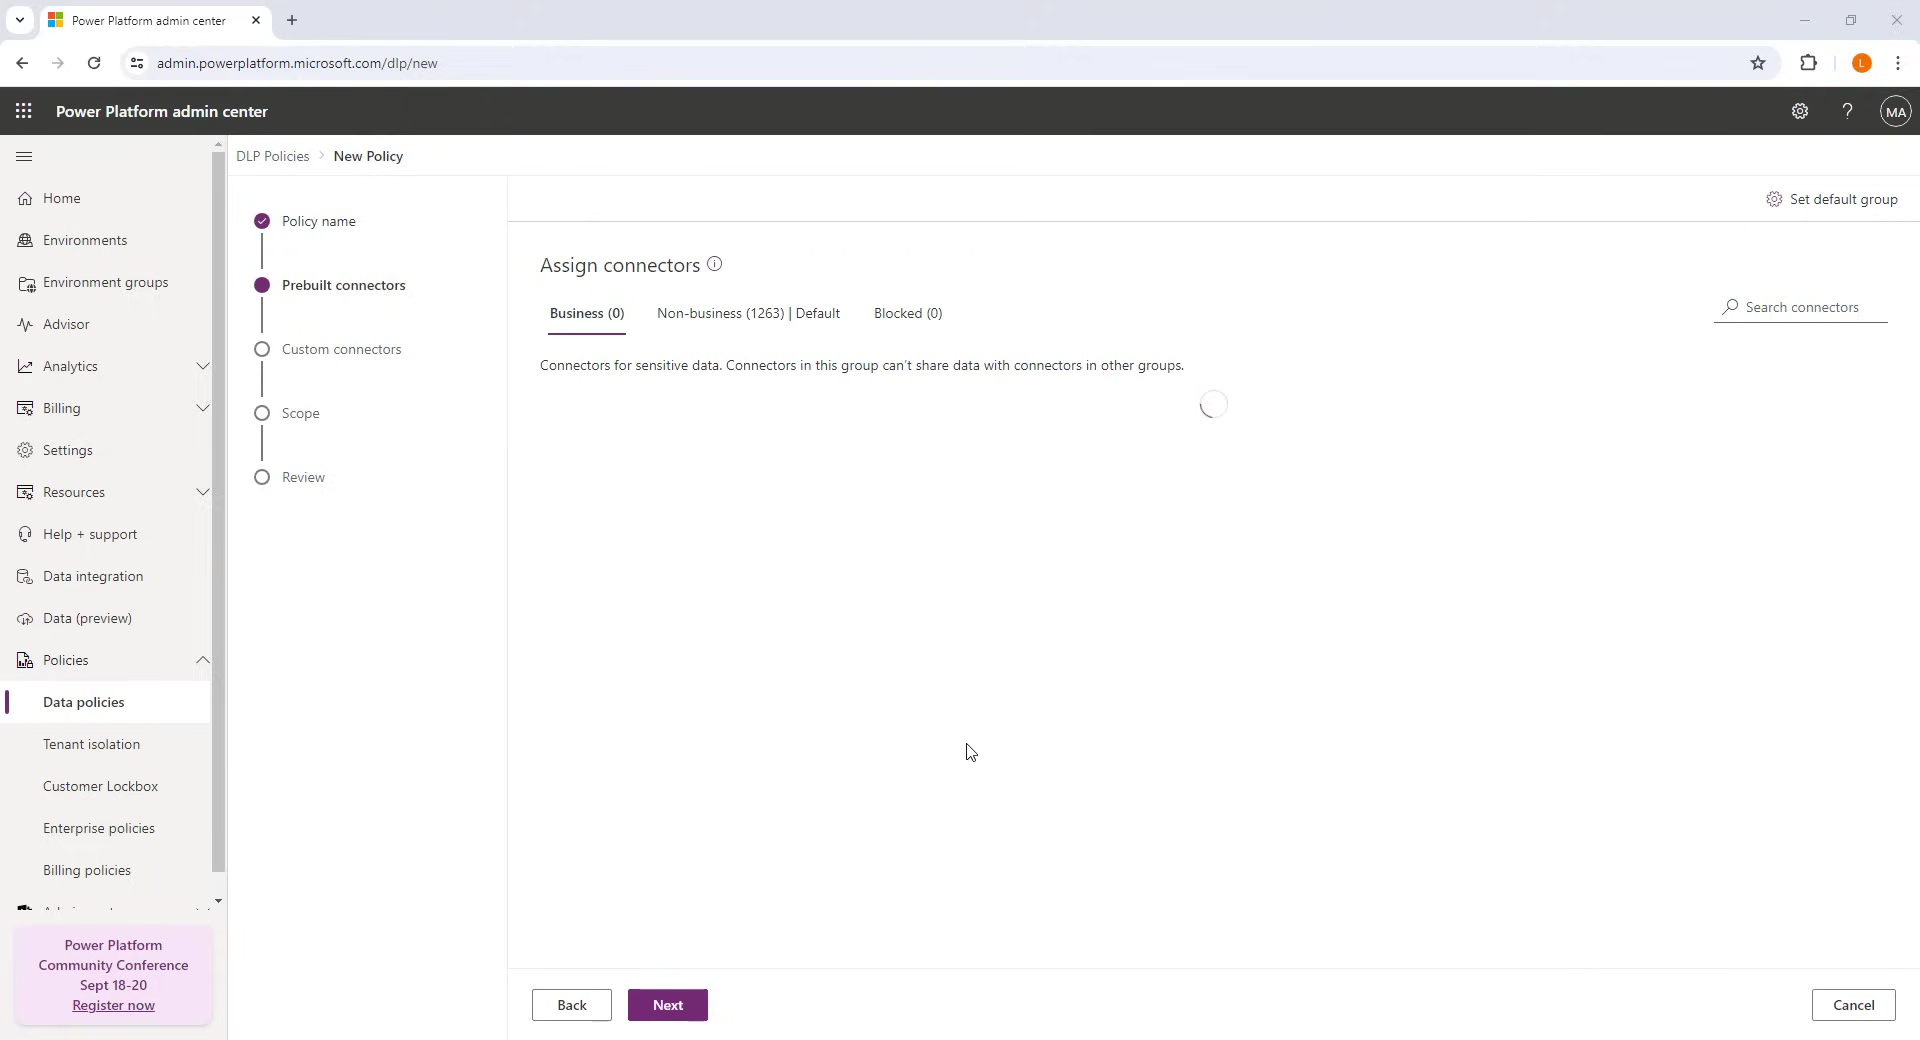 Power Platform admin center
admin.powerplatform.microsoft.com/dlp/new
L
Power Platform admin center
MA
DLP Policies
New Policy
Home
Environments
Environment groups
Advisor
Analytics
Billing
Settings
Resources
Help + support
Data integration
Data (preview)
Policies
Data policies
Tenant isolation
Customer Lockbox
Enterprise policies
Billing policies
Power Platform
Community Conference
Sept 18-20
Register now
Policy name
Prebuilt connectors
Custom connectors
Scope
Review
Set default group
Assign connectors
Business (0)
Non-business (1263) | Default
Blocked (0)
Search connectors
Connectors for sensitive data. Connectors in this group can't share data with connectors in other groups.
Back
Next
Cancel